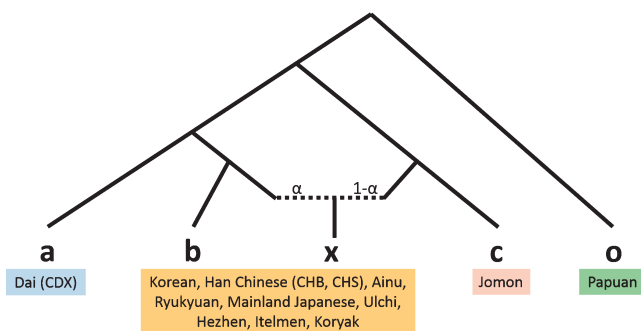 α 1-α
a b x c o
Dai (CDX)
Korean, Han Chinese (CHB, CHS), Ainu,
Ryukyuan, Mainland Japanese, Ulchi,
Hezhen, Itelmen, Koryak
Jomon
Papuan